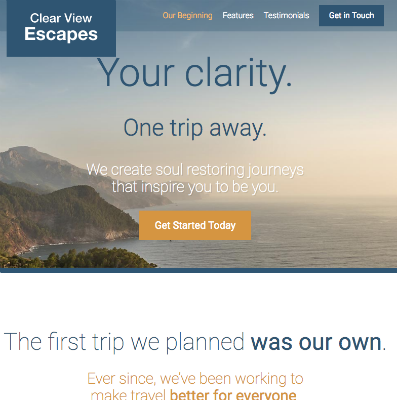 Clear View
Escapes
Our Beginning Features Testimonials Get in Touch
Your clarity.
One trip away.
We create soul restoring journeys
that inspire you to be you.
Get Started Today
The first trip we planned was our own.
Ever since, we've been working to
make travel better for everyone